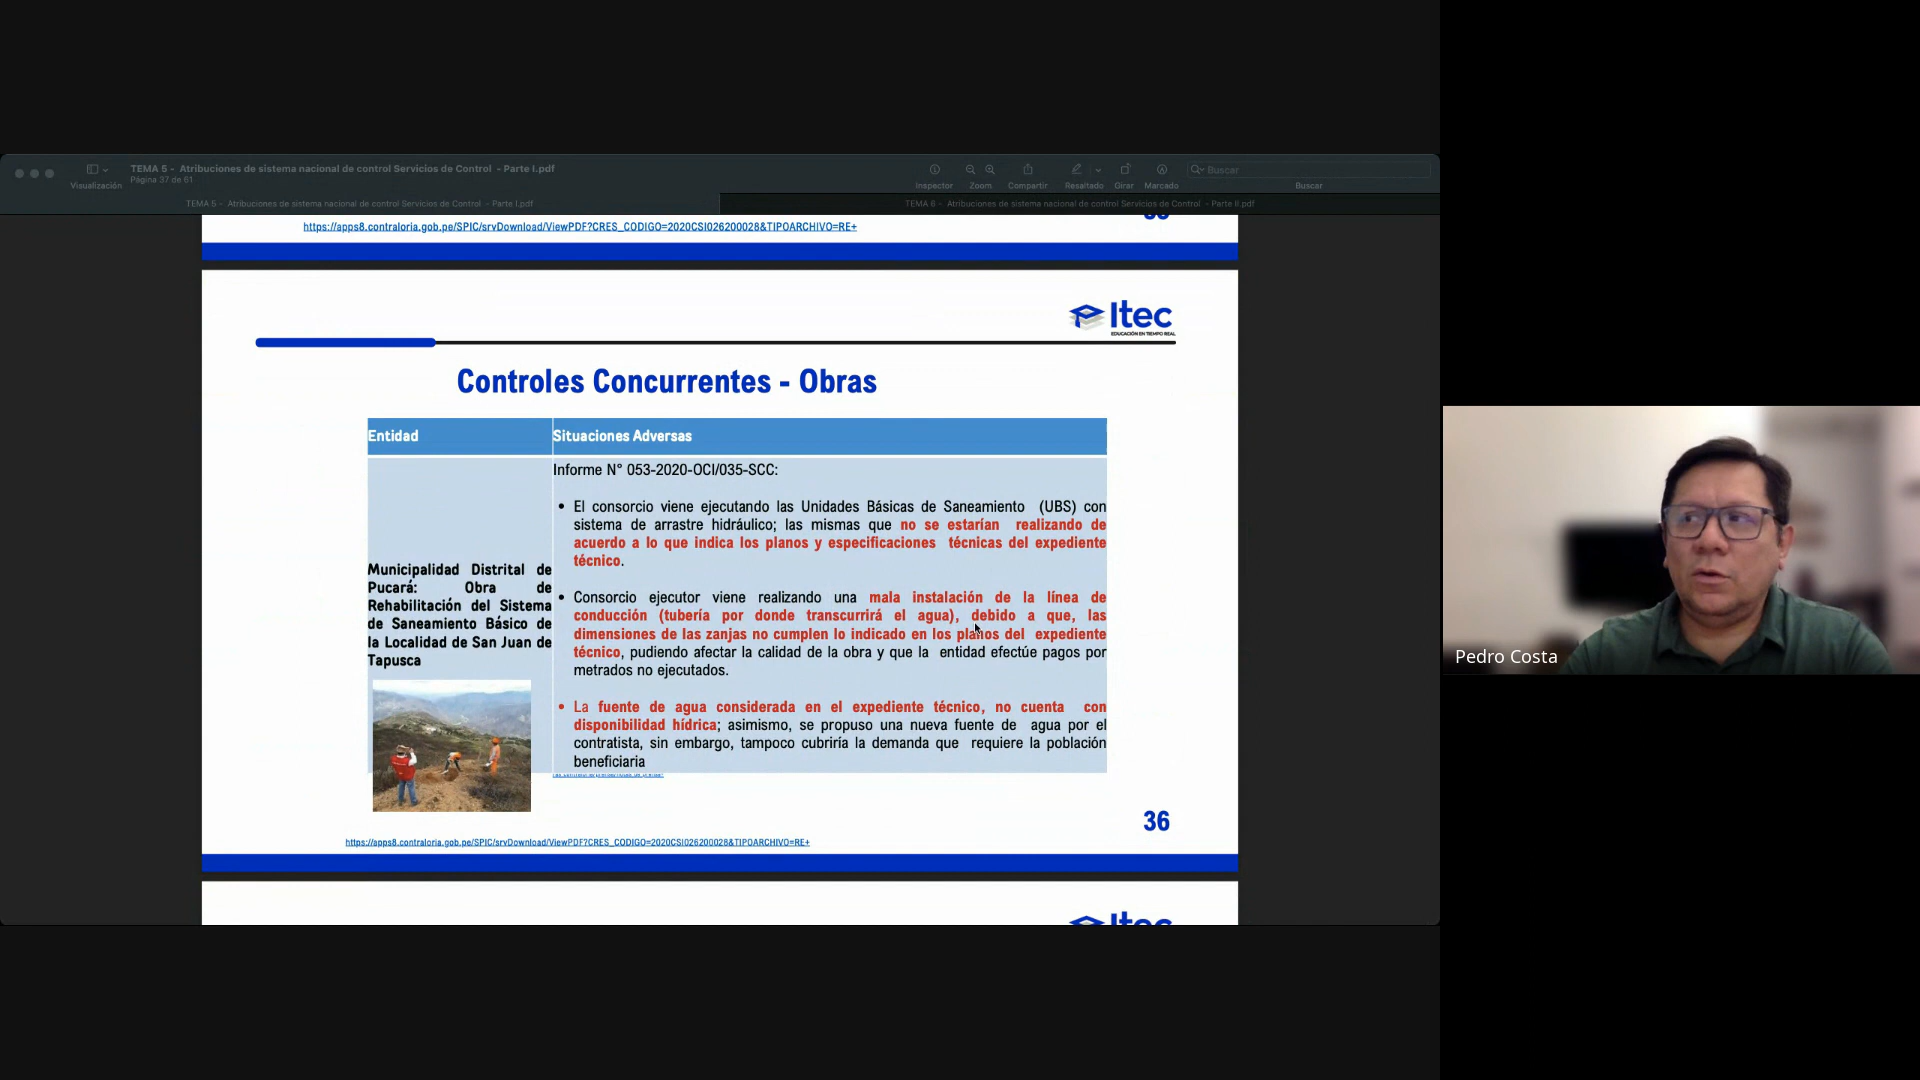 TEMA 5 - Atribuciones de sistema nacional de control Servicios de Control - Parte I.pdf
Página 37 de 61
Visualización
Inspector
Zoom
Compartir
Resaltado
Girar
Marcado
Buscar
Buscar
TEMA 5 - Atribuciones de sistema nacional de control Servicios de Control - Parte I.pdf
TEMA 6 - Atribuciones de sistema nacional de control Servicios de Control - Parte II.pdf
https://apps8.contraloria.gob.pe/SPIC/srvDownload/ViewPDF?CRES_CODIGO=2020CSI026200028&TIPOARCHIVO=RE+
Itec
EDUCACIÓN EN TIEMPO REAL
Controles Concurrentes - Obras
Entidad
Situaciones Adversas
Municipalidad Distrital de
Pucará: Obra de
Rehabilitación del Sistema
de Saneamiento Básico de
la Localidad de San Juan de
Tapusca
Informe N° 053-2020-OCI/035-SCC:
• El consorcio viene ejecutando las Unidades Básicas de Saneamiento (UBS) con
sistema de arrastre hidráulico; las mismas que no se estarían realizando de
acuerdo a lo que indica los planos y especificaciones técnicas del expediente
técnico.
• Consorcio ejecutor viene realizando una mala instalación de la línea de
conducción (tubería por donde transcurrirá el agua), debido a que, las
dimensiones de las zanjas no cumplen lo indicado en los planos del expediente
técnico, pudiendo afectar la calidad de la obra y que la entidad efectúe pagos por
metrados no ejecutados.
• La fuente de agua considerada en el expediente técnico, no cuenta con
disponibilidad hídrica; asimismo, se propuso una nueva fuente de agua por el
contratista, sin embargo, tampoco cubriría la demanda que requiere la población
beneficiaria
36
https://apps8.contraloria.gob.pe/SPIC/srvDownload/ViewPDF?CRES_CODIGO=2020CSI026200028&TIPOARCHIVO=RE+
Itec
Pedro Costa